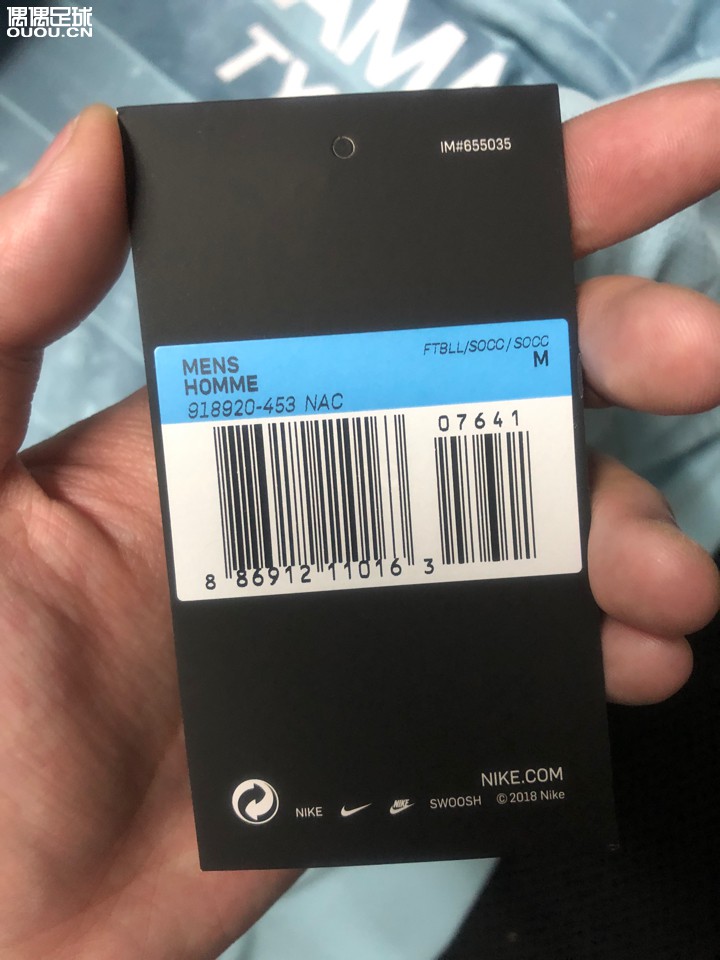 偶偶足球
OUOU.CN
IM#655035
FTBLL/SOCC/SOCC
M
MENS
HOMME
918920-453 NAC
07641
8 86912 11016 3
NIKE.COM
NIKE NIKE SWOOSH © 2018 Nike